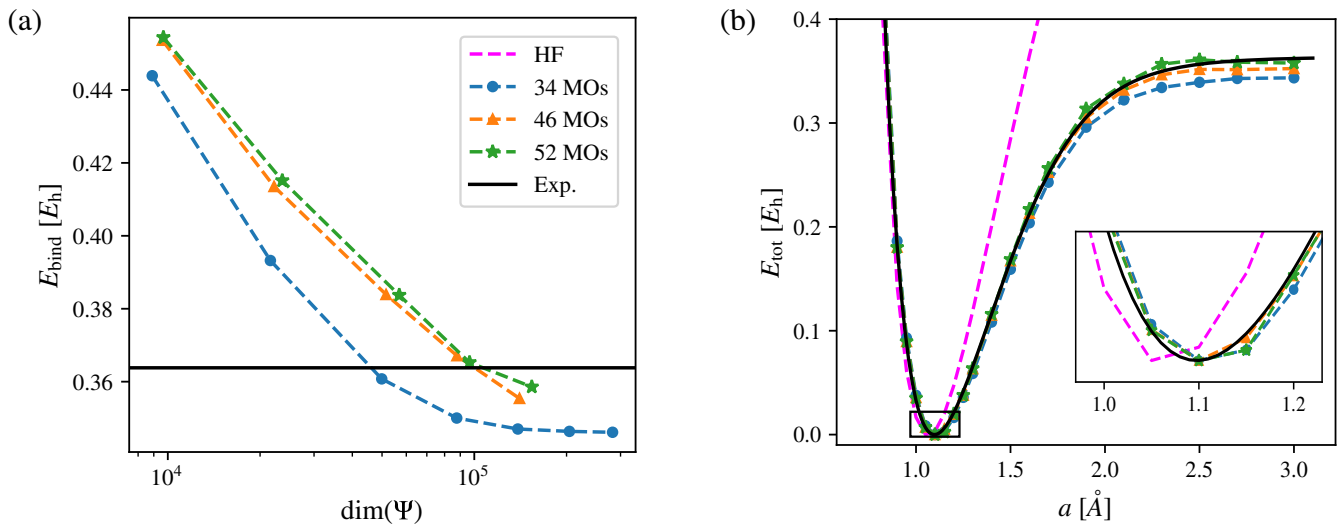 (a)
E_bind [E_h]
0.44
0.42
0.40
0.38
0.36
10^4
10^5
dim(Ψ)
HF
34 MOs
46 MOs
52 MOs
Exp.
(b)
E_tot [E_h]
0.4
0.3
0.2
0.1
0.0
1.0
1.5
2.0
2.5
3.0
a [Å]
1.0
1.1
1.2